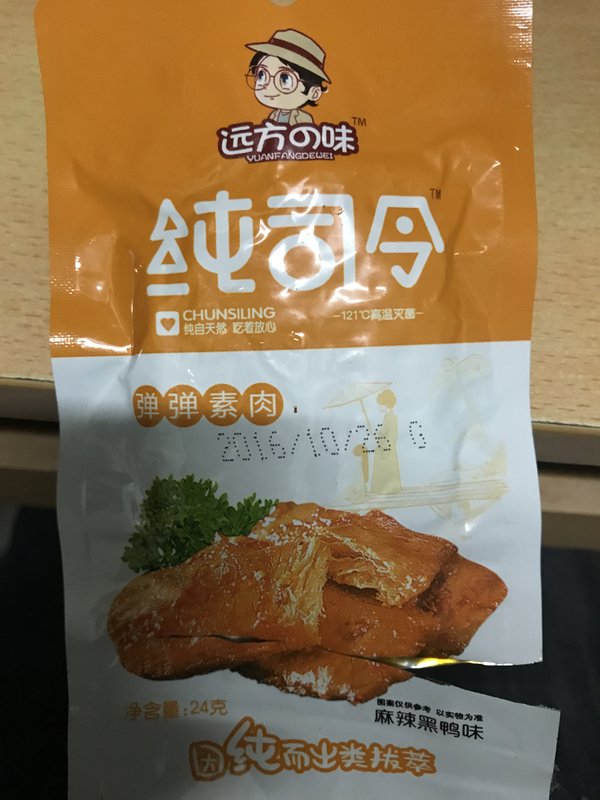 远方の味 TM
YUANFANGDEWEI
纯司令 TM
CHUNSILING
纯自天然 吃着放心
-121℃高温灭菌-
弹弹素肉
2016/10/26 G
净含量:24克
图案仅供参考 以实物为准
麻辣黑鸭味
因纯而出类拔萃